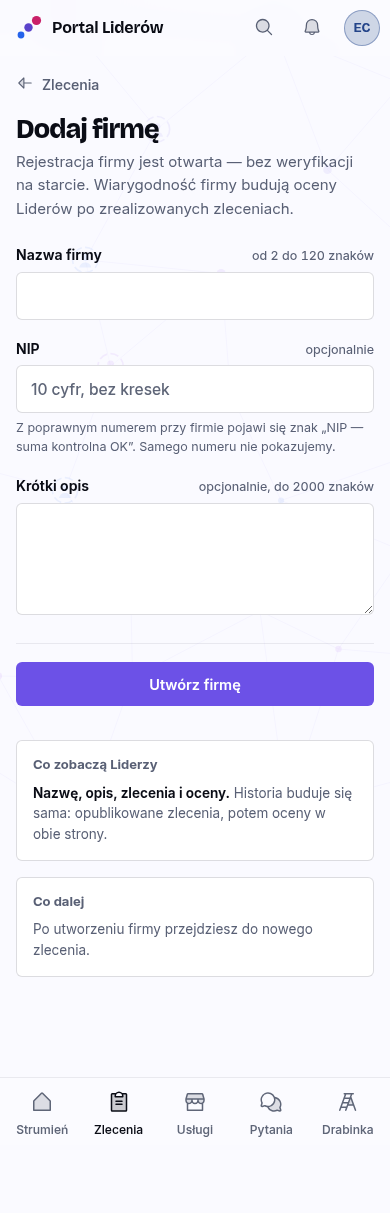 Portal Liderów
EC
Zlecenia
Dodaj firmę
Rejestracja firmy jest otwarta — bez weryfikacji
na starcie. Wiarygodność firmy budują oceny
Liderów po zrealizowanych zleceniach.
Nazwa firmy od 2 do 120 znaków
NIP opcjonalnie
10 cyfr, bez kresek
Z poprawnym numerem przy firmie pojawi się znak „NIP —
suma kontrolna OK”. Samego numeru nie pokazujemy.
Krótki opis opcjonalnie, do 2000 znaków
Utwórz firmę
Co zobaczą Liderzy
Nazwę, opis, zlecenia i oceny. Historia buduje się
sama: opublikowane zlecenia, potem oceny w
obie strony.
Co dalej
Po utworzeniu firmy przejdziesz do nowego
zlecenia.
Strumień Zlecenia Usługi Pytania Drabinka